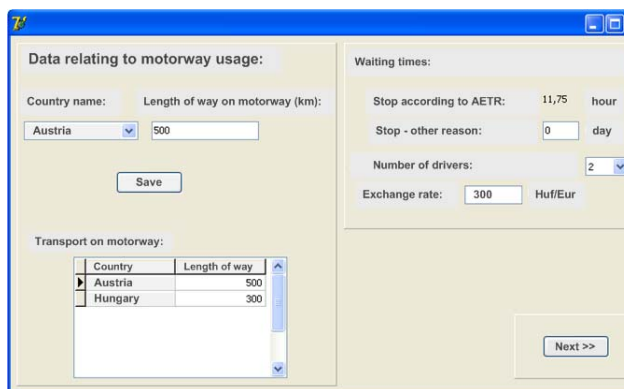 Data relating to motorway usage:
Country name: Length of way on motorway (km):
Austria 500
Save
Transport on motorway:
Country Length of way
Austria 500
Hungary 300
Waiting times:
Stop according to AETR: 11,75 hour
Stop - other reason: 0 day
Number of drivers: 2
Exchange rate: 300 Huf/Eur
Next >>